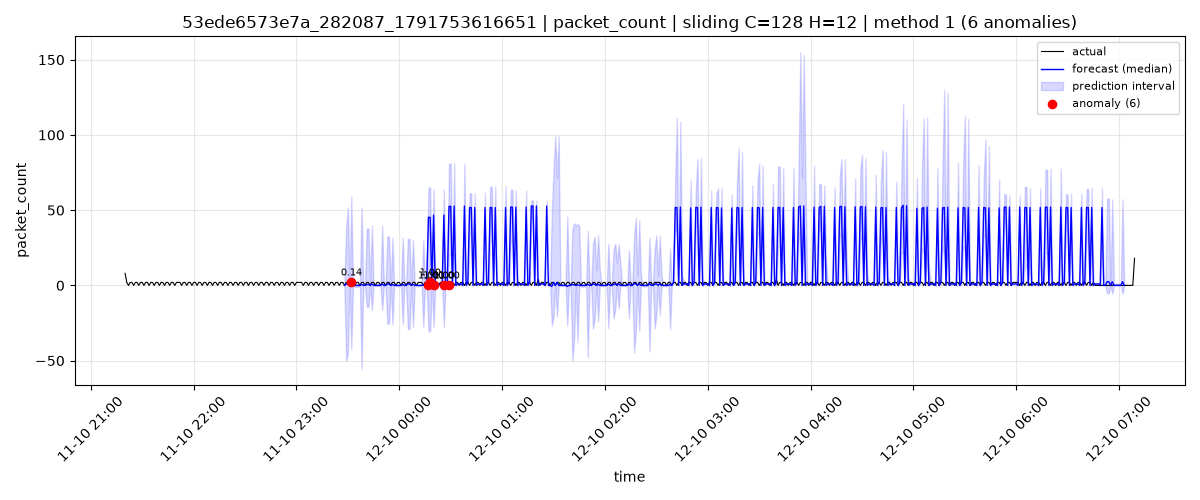 53ede6573e7a_282087_1791753616651 | packet_count | sliding C=128 H=12 | method 1 (6 anomalies)
packet_count
150
100
50
0
−50
actual
forecast (median)
prediction interval
anomaly (6)
0.14
11-10 21:00
11-10 22:00
11-10 23:00
12-10 00:00
12-10 01:00
12-10 02:00
12-10 03:00
12-10 04:00
12-10 05:00
12-10 06:00
12-10 07:00
time